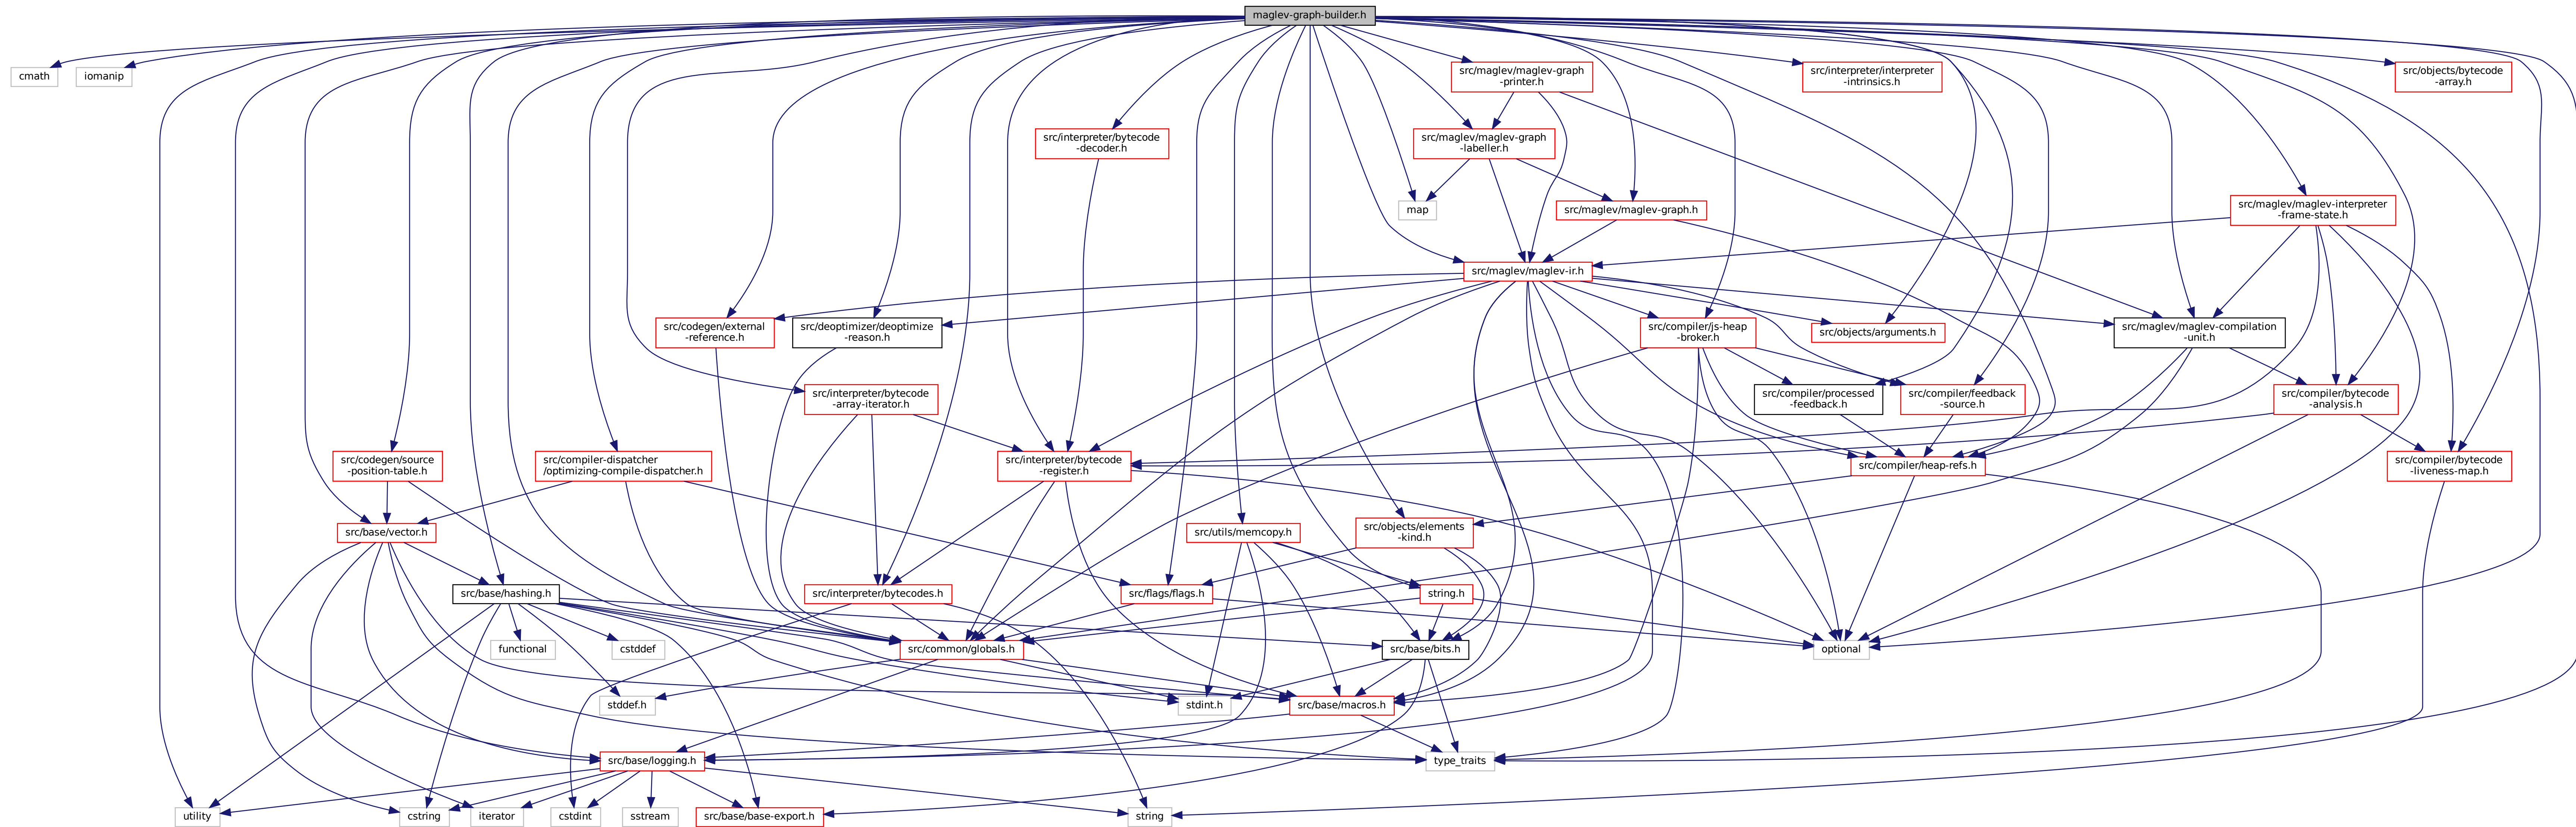 maglev-graph-builder.h
cmath
iomanip
src/maglev/maglev-graph
-printer.h
src/interpreter/interpreter
-intrinsics.h
src/objects/bytecode
-array.h
src/interpreter/bytecode
-decoder.h
src/maglev/maglev-graph
-labeller.h
map
src/maglev/maglev-graph.h
src/maglev/maglev-interpreter
-frame-state.h
src/maglev/maglev-ir.h
src/codegen/external
-reference.h
src/deoptimizer/deoptimize
-reason.h
src/compiler/js-heap
-broker.h
src/objects/arguments.h
src/maglev/maglev-compilation
-unit.h
src/interpreter/bytecode
-array-iterator.h
src/compiler/processed
-feedback.h
src/compiler/feedback
-source.h
src/compiler/bytecode
-analysis.h
src/codegen/source
-position-table.h
src/compiler-dispatcher
/optimizing-compile-dispatcher.h
src/interpreter/bytecode
-register.h
src/compiler/heap-refs.h
src/compiler/bytecode
-liveness-map.h
src/base/vector.h
src/utils/memcopy.h
src/objects/elements
-kind.h
src/base/hashing.h
src/interpreter/bytecodes.h
src/flags/flags.h
string.h
functional
cstddef
src/common/globals.h
src/base/bits.h
optional
stddef.h
stdint.h
src/base/macros.h
src/base/logging.h
type_traits
utility
cstring
iterator
cstdint
sstream
src/base/base-export.h
string